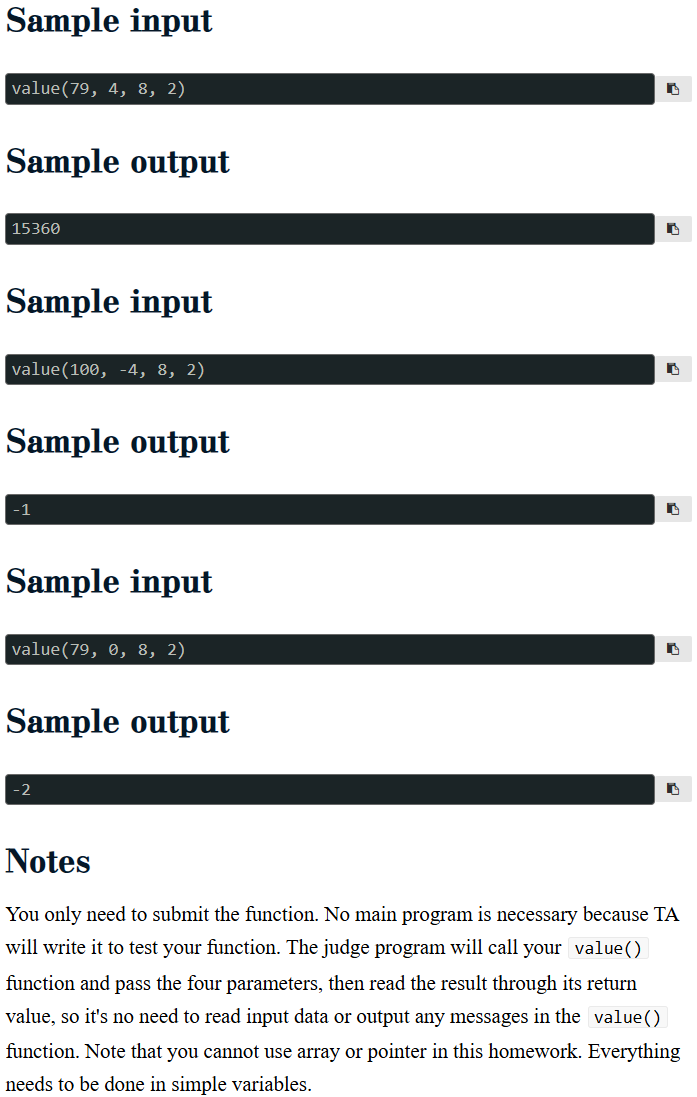 Sample input
value(79, 4, 8, 2)
Sample output
15360
Sample input
value(100, -4, 8, 2)
Sample output
-1
Sample input
value(79, 0, 8, 2)
Sample output
-2
Notes
You only need to submit the function. No main program is necessary because TA
will write it to test your function. The judge program will call your value()
function and pass the four parameters, then read the result through its return
value, so it's no need to read input data or output any messages in the value()
function. Note that you cannot use array or pointer in this homework. Everything
needs to be done in simple variables.